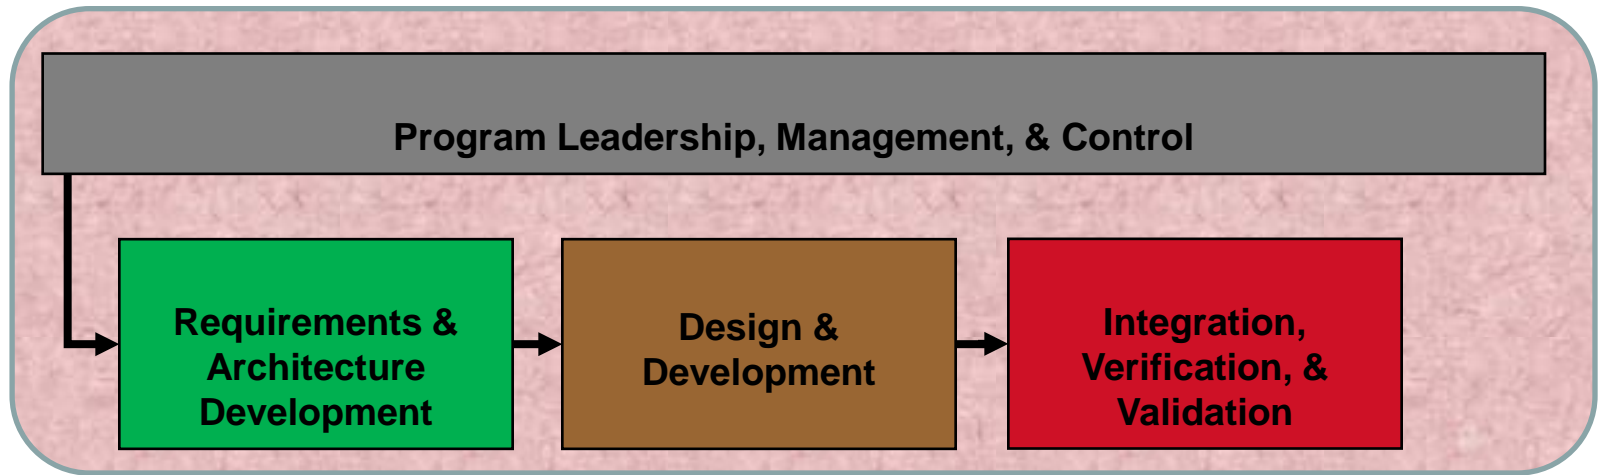 Program Leadership, Management, & Control
Requirements &
Architecture
Development
Design &
Development
Integration,
Verification, &
Validation